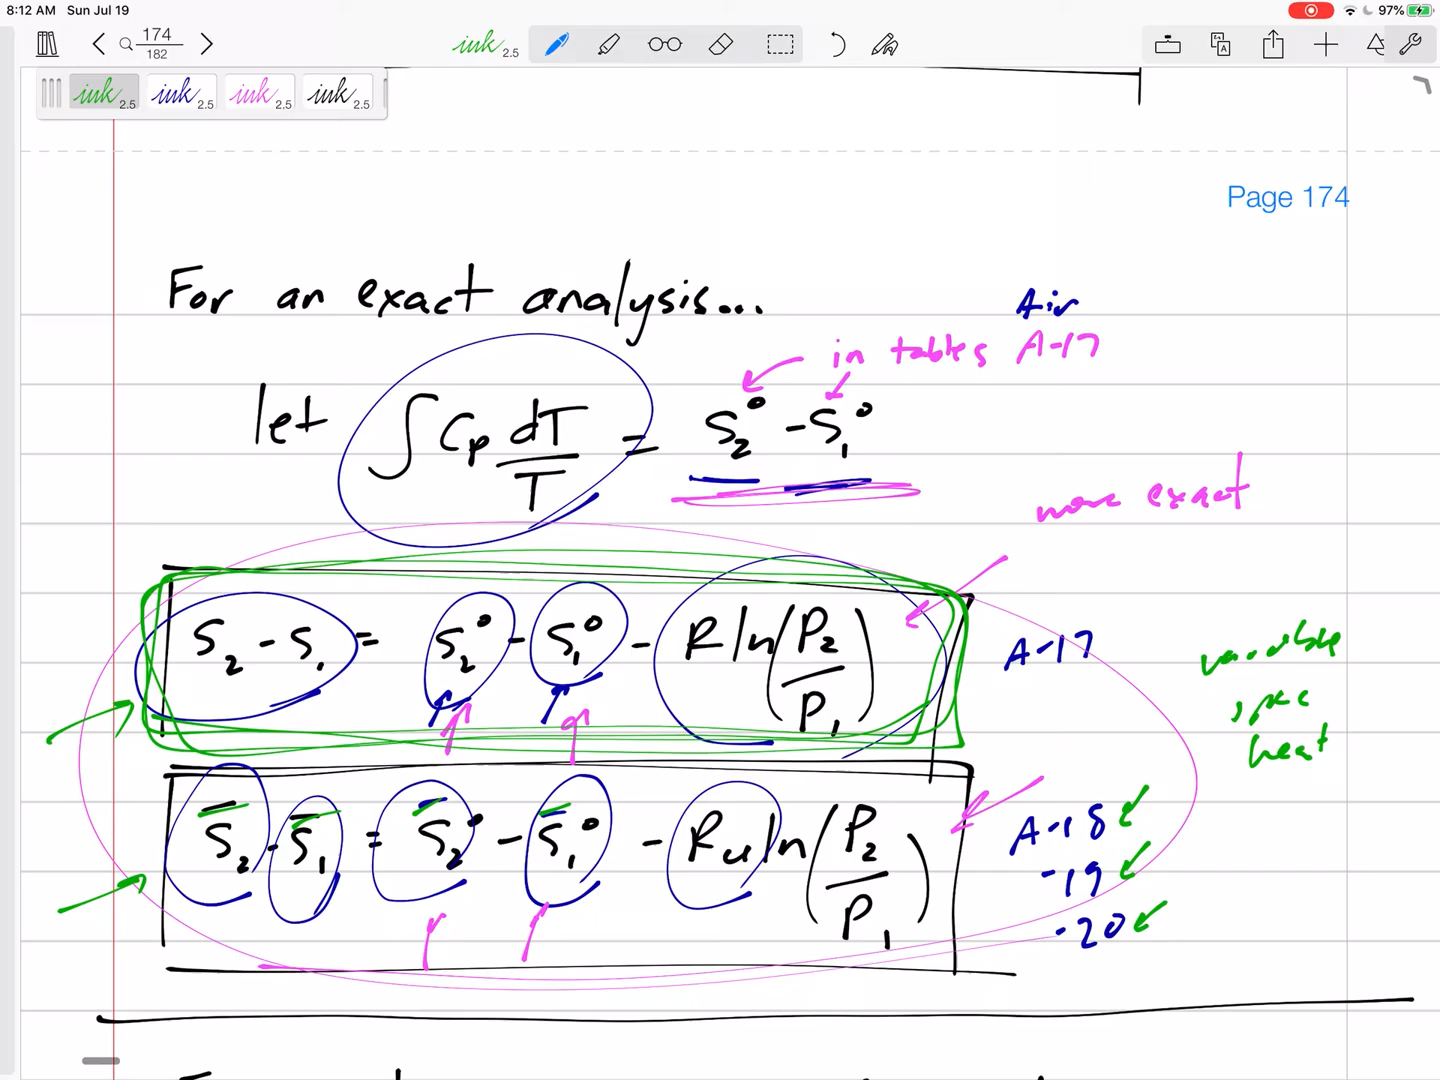 8:12 AM Sun Jul 19
97%
174
182
ink 2.5
ink 2.5 ink 2.5 ink 2.5 ink 2.5
Page 174
For an exact analysis...
Air
in tables A-17
let ∫ Cp dT/T = S₂° - S₁°
more exact
S₂ - S₁ = S₂° - S₁° - R ln(P₂/P₁)
A-17
variable
spec
heat
S̅₂ - S̅₁ = S̅₂° - S̅₁° - Ru ln(P₂/P₁)
A-18
-19
-20